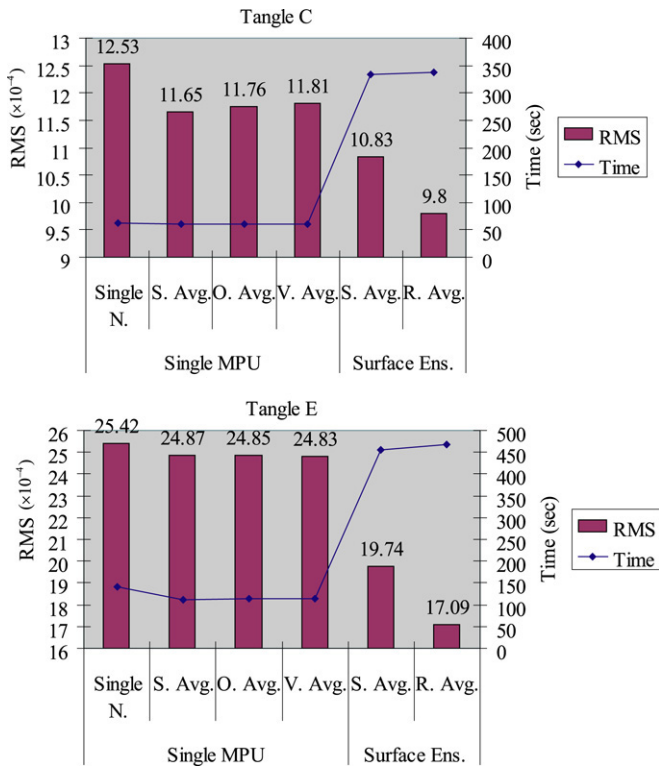 Tangle C
RMS (×10⁻⁴)
13
12.5
12
11.5
11
10.5
10
9.5
9
12.53
11.65
11.76
11.81
10.83
9.8
400
350
300
250
200
150
100
50
0
Time (sec)
RMS
Time
Single N.
S. Avg.
O. Avg.
V. Avg.
S. Avg.
R. Avg.
Single MPU
Surface Ens.
Tangle E
RMS (×10⁻⁴)
26
25
24
23
22
21
20
19
18
17
16
25.42
24.87
24.85
24.83
19.74
17.09
500
450
400
350
300
250
200
150
100
50
0
Time (sec)
RMS
Time
Single N.
S. Avg.
O. Avg.
V. Avg.
S. Avg.
R. Avg.
Single MPU
Surface Ens.